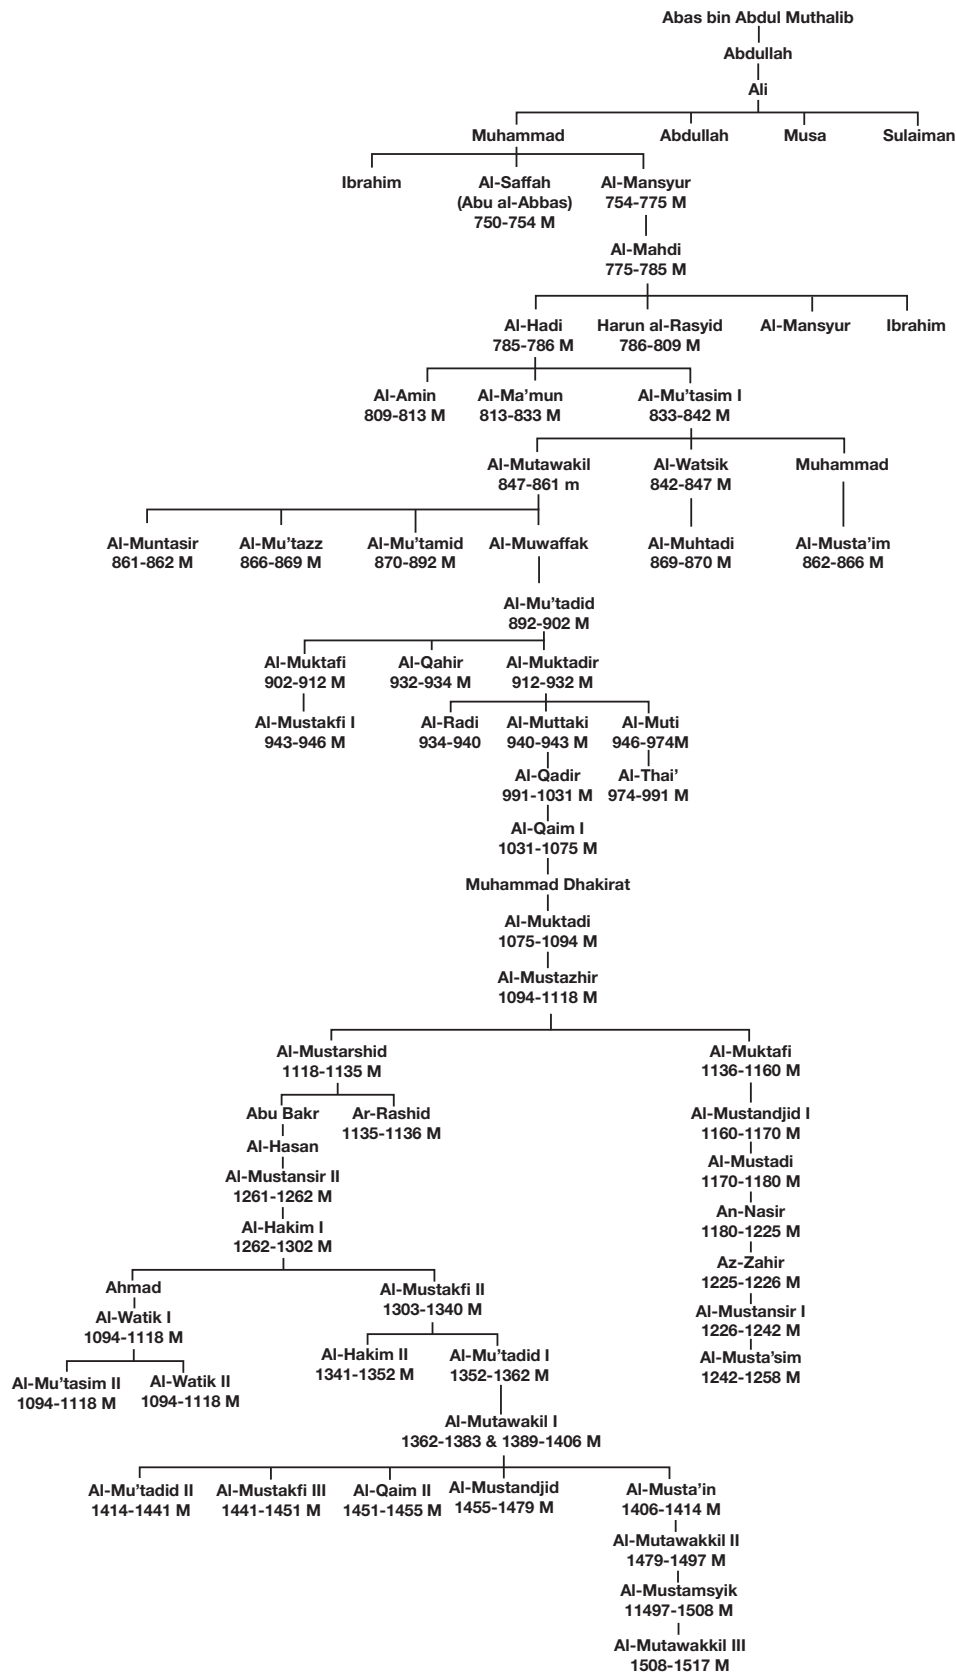 Abas bin Abdul Muthalib
Abdullah
Ali
Muhammad Abdullah Musa Sulaiman
Ibrahim Al-Saffah Al-Mansyur
(Abu al-Abbas) 754-775 M
750-754 M
Al-Mahdi
775-785 M
Al-Hadi Harun al-Rasyid Al-Mansyur Ibrahim
785-786 M 786-809 M
Al-Amin Al-Ma’mun Al-Mu’tasim I
809-813 M 813-833 M 833-842 M
Al-Mutawakil Al-Watsik Muhammad
847-861 m 842-847 M
Al-Muntasir Al-Mu’tazz Al-Mu’tamid Al-Muwaffak Al-Muhtadi Al-Musta’im
861-862 M 866-869 M 870-892 M 869-870 M 862-866 M
Al-Mu’tadid
892-902 M
Al-Muktafi Al-Qahir Al-Muktadir
902-912 M 932-934 M 912-932 M
Al-Mustakfi I Al-Radi Al-Muttaki Al-Muti
943-946 M 934-940 940-943 M 946-974M
Al-Qadir Al-Thai’
991-1031 M 974-991 M
Al-Qaim I
1031-1075 M
Muhammad Dhakirat
Al-Muktadi
1075-1094 M
Al-Mustazhir
1094-1118 M
Al-Mustarshid Al-Muktafi
1118-1135 M 1136-1160 M
Abu Bakr Ar-Rashid Al-Mustandjid I
1135-1136 M 1160-1170 M
Al-Hasan
Al-Mustadi
1170-1180 M
Al-Mustansir II
1261-1262 M
An-Nasir
1180-1225 M
Al-Hakim I
1262-1302 M
Az-Zahir
1225-1226 M
Ahmad Al-Mustakfi II
1303-1340 M
Al-Watik I Al-Mustansir I
1094-1118 M 1226-1242 M
Al-Hakim II Al-Mu’tadid I Al-Musta’sim
1341-1352 M 1352-1362 M 1242-1258 M
Al-Mu’tasim II Al-Watik II
1094-1118 M 1094-1118 M
Al-Mutawakil I
1362-1383 & 1389-1406 M
Al-Mu’tadid II Al-Mustakfi III Al-Qaim II Al-Mustandjid Al-Musta’in
1414-1441 M 1441-1451 M 1451-1455 M 1455-1479 M 1406-1414 M
Al-Mutawakkil II
1479-1497 M
Al-Mustamsyik
11497-1508 M
Al-Mutawakkil III
1508-1517 M